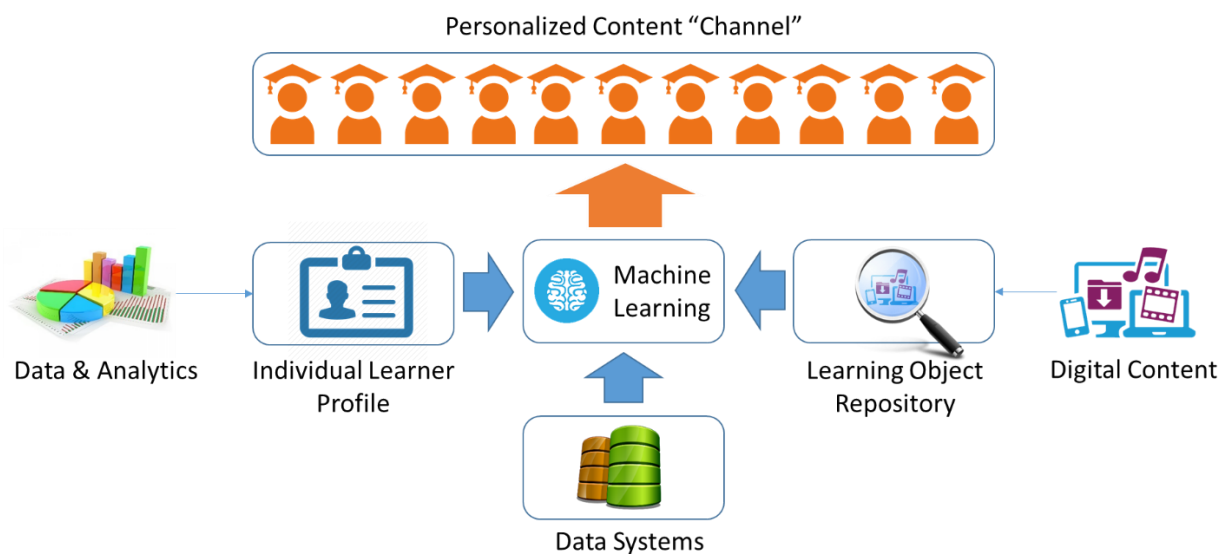 Personalized Content “Channel”
Machine
Learning
Data & Analytics
Individual Learner
Profile
Learning Object
Repository
Digital Content
Data Systems